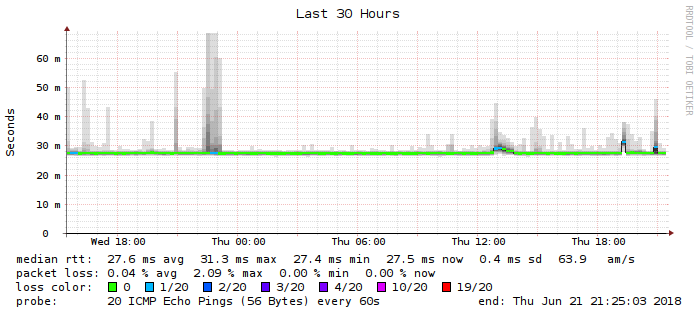 Last 30 Hours
RRDTOOL / TOBI OETIKER
Seconds
60 m
50 m
40 m
30 m
20 m
10 m
0
Wed 18:00 Thu 00:00 Thu 06:00 Thu 12:00 Thu 18:00
median rtt: 27.6 ms avg 31.3 ms max 27.4 ms min 27.5 ms now 0.4 ms sd 63.9 am/s
packet loss: 0.04 % avg 2.09 % max 0.00 % min 0.00 % now
loss color: 0 1/20 2/20 3/20 4/20 10/20 19/20
probe: 20 ICMP Echo Pings (56 Bytes) every 60s end: Thu Jun 21 21:25:03 2018